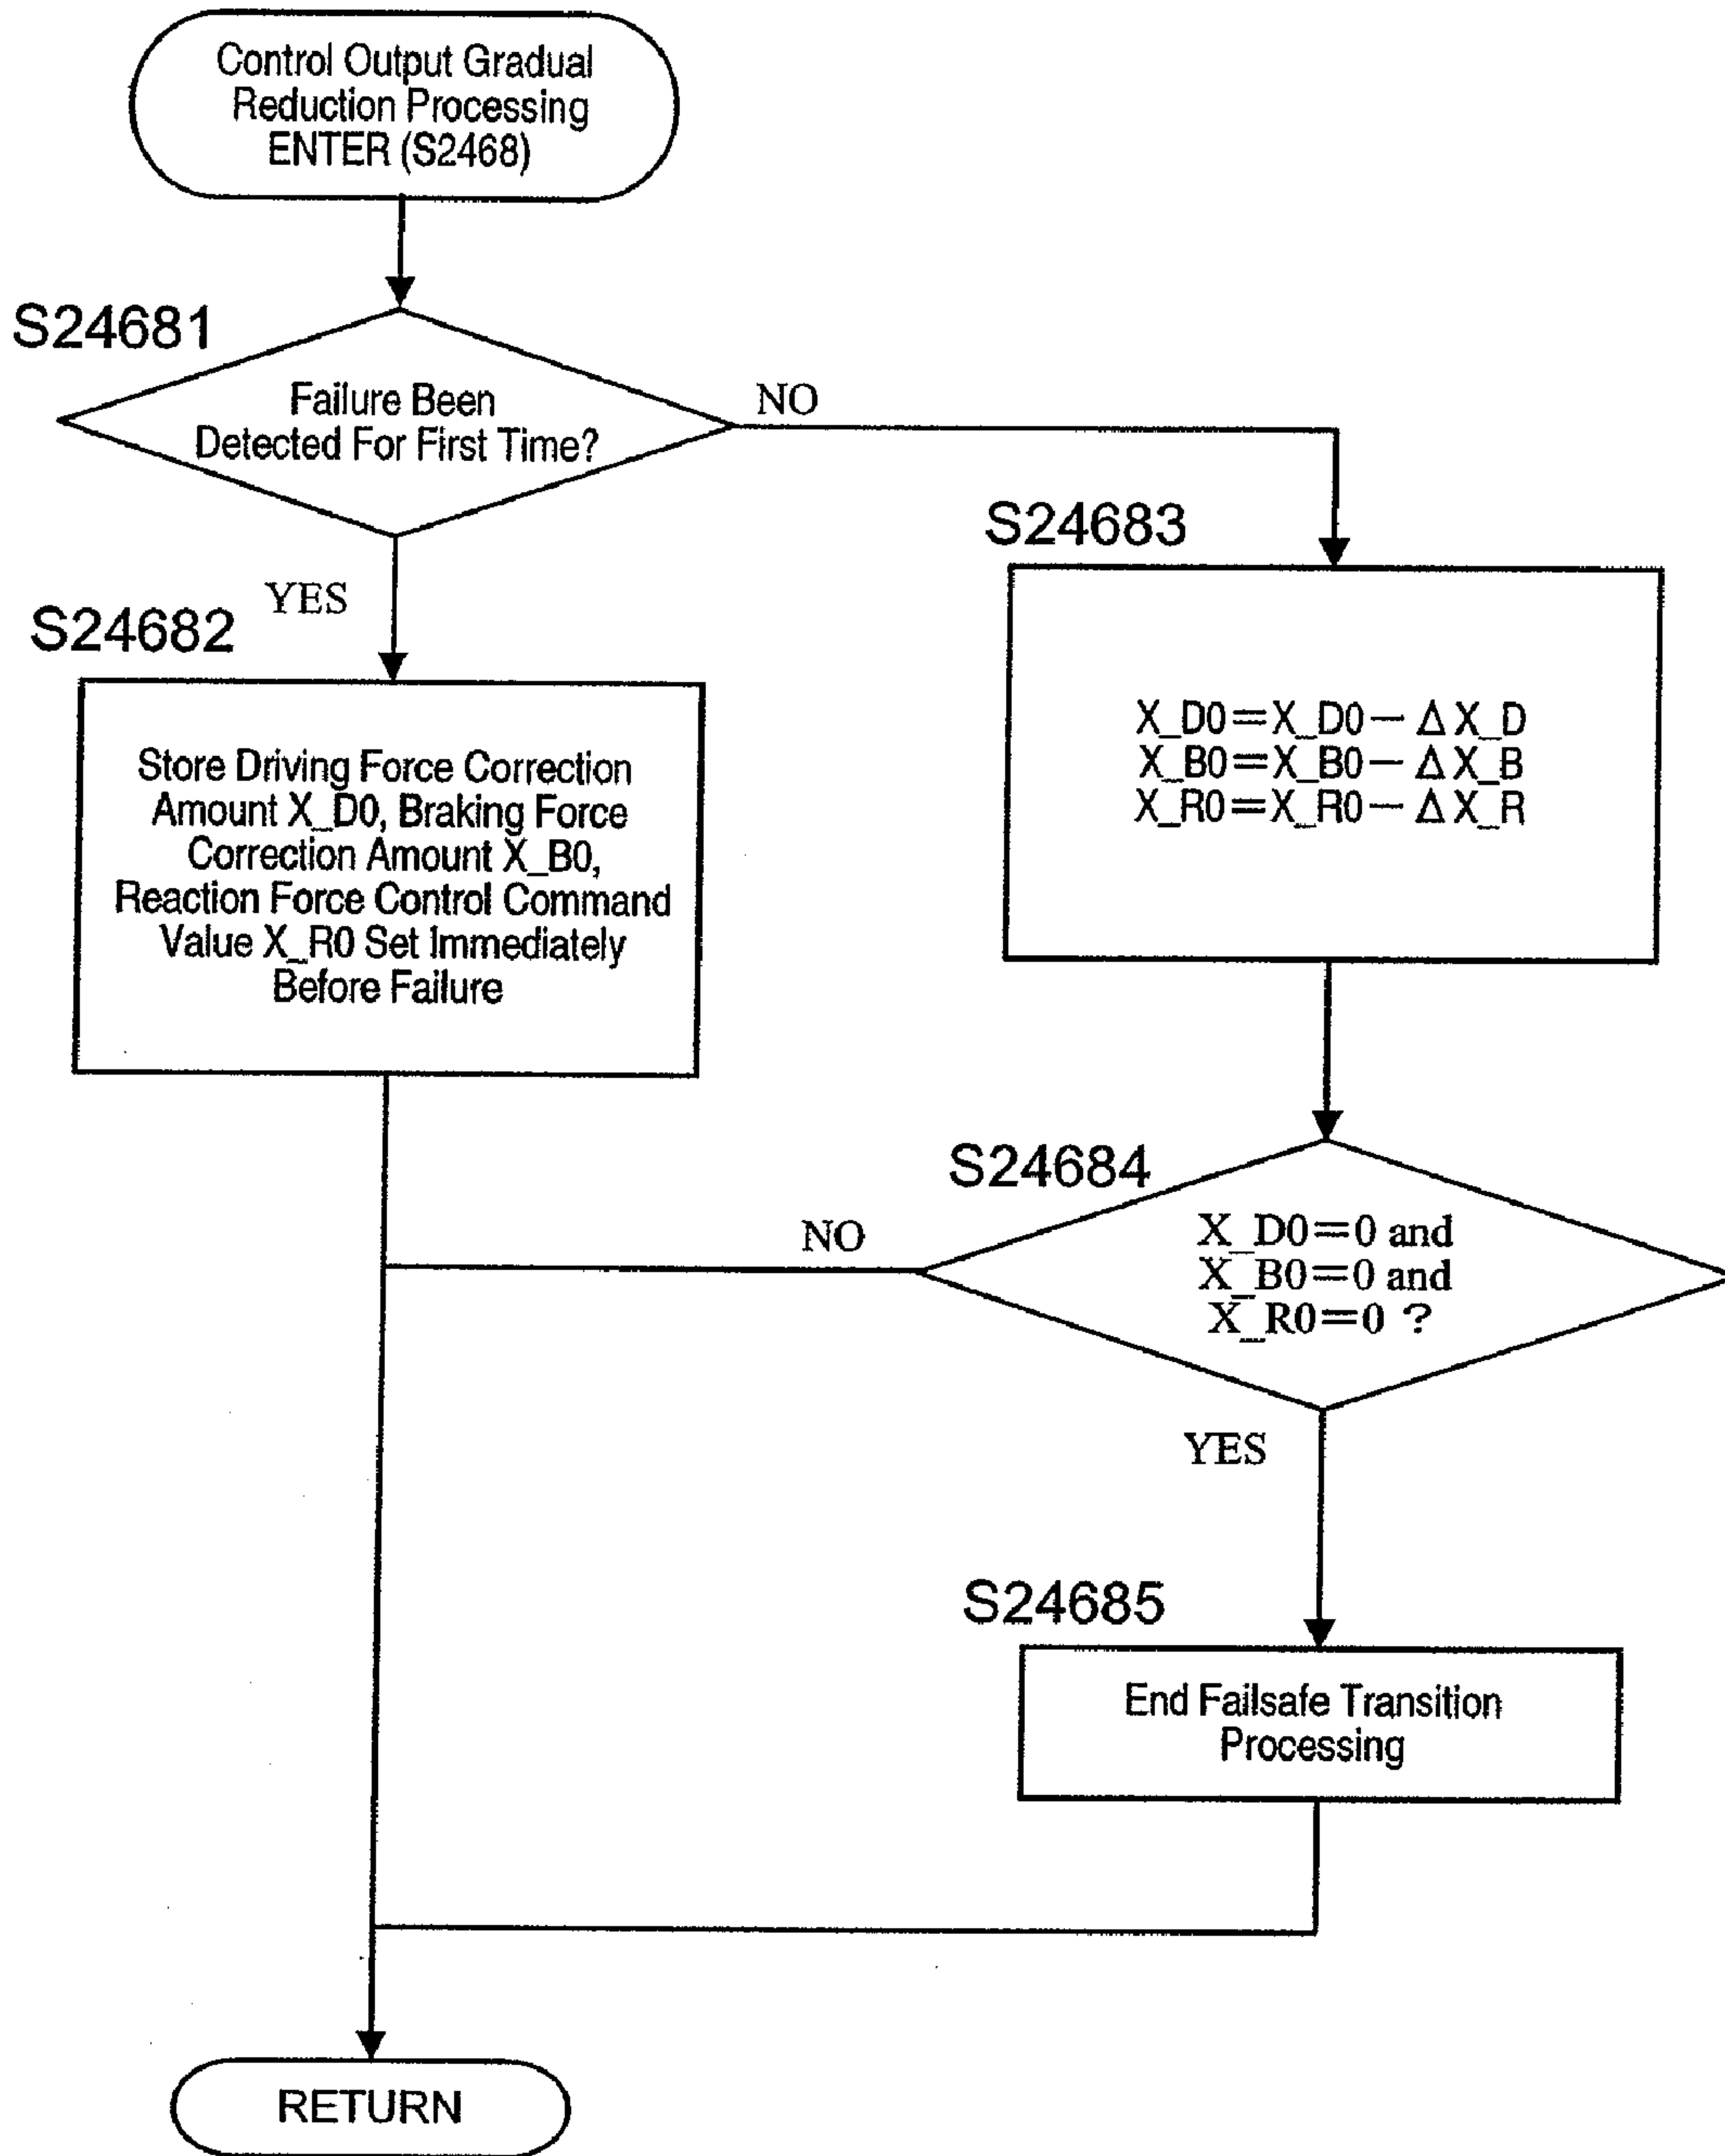 Control Output Gradual
Reduction Processing
ENTER (S2468)
S24681
Failure Been
Detected For First Time?
NO
YES
S24682
Store Driving Force Correction
Amount X_D0, Braking Force
Correction Amount X_B0,
Reaction Force Control Command
Value X_R0 Set Immediately
Before Failure
S24683
X_D0=X_D0-ΔX_D
X_B0=X_B0-ΔX_B
X_R0=X_R0-ΔX_R
S24684
X_D0=0 and
X_B0=0 and
X_R0=0 ?
NO
YES
S24685
End Failsafe Transition
Processing
RETURN